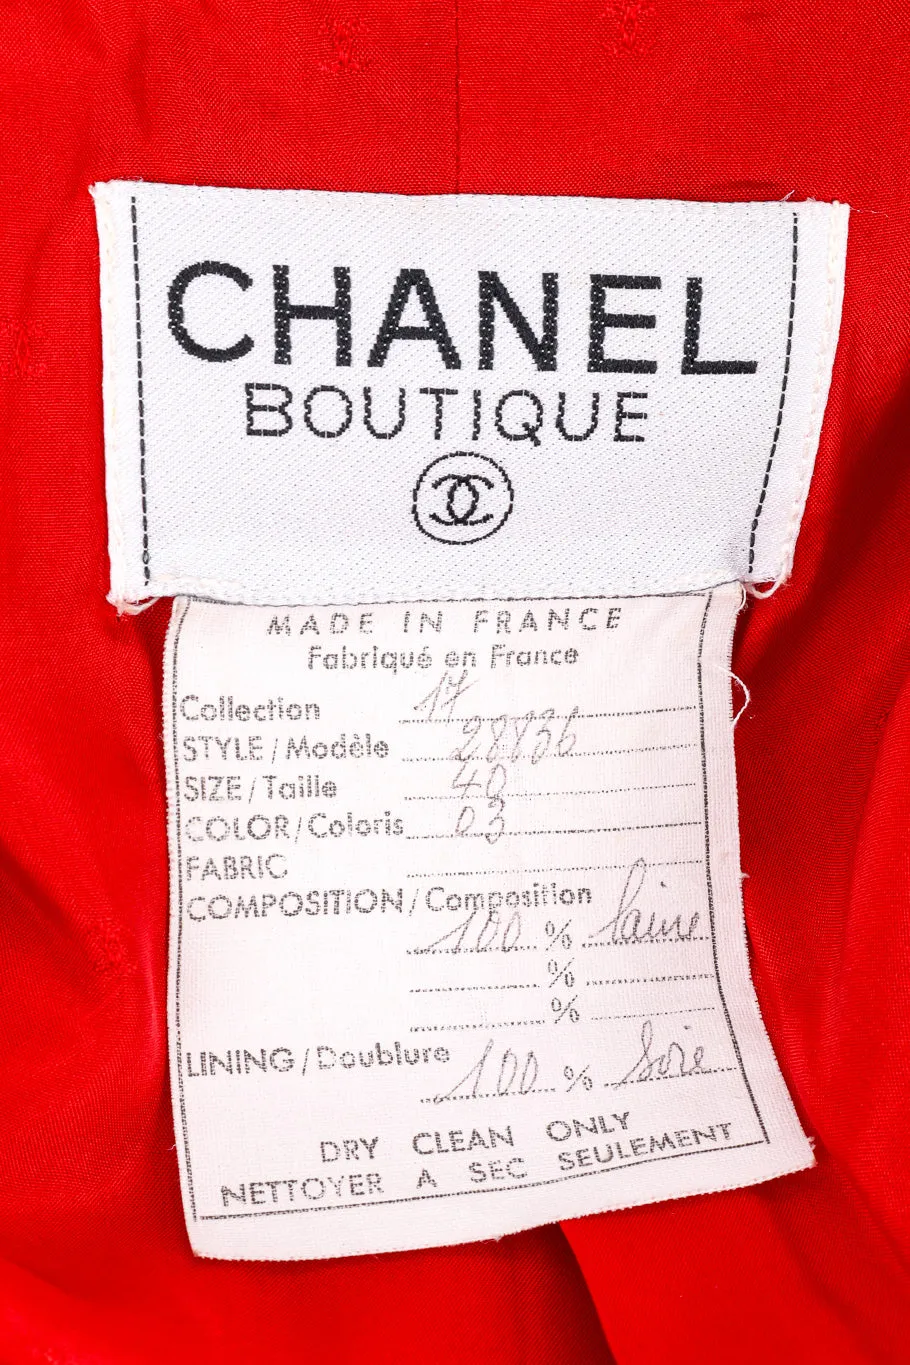 CHANEL
BOUTIQUE
MADE IN FRANCE
Fabriqué en France
Collection 17
STYLE/Modèle 28836
SIZE/Taille 40
COLOR/Coloris 03
FABRIC
COMPOSITION/Composition
100 % laine
%
%
LINING/Doublure 100 % Soie
DRY CLEAN ONLY
NETTOYER A SEC SEULEMENT